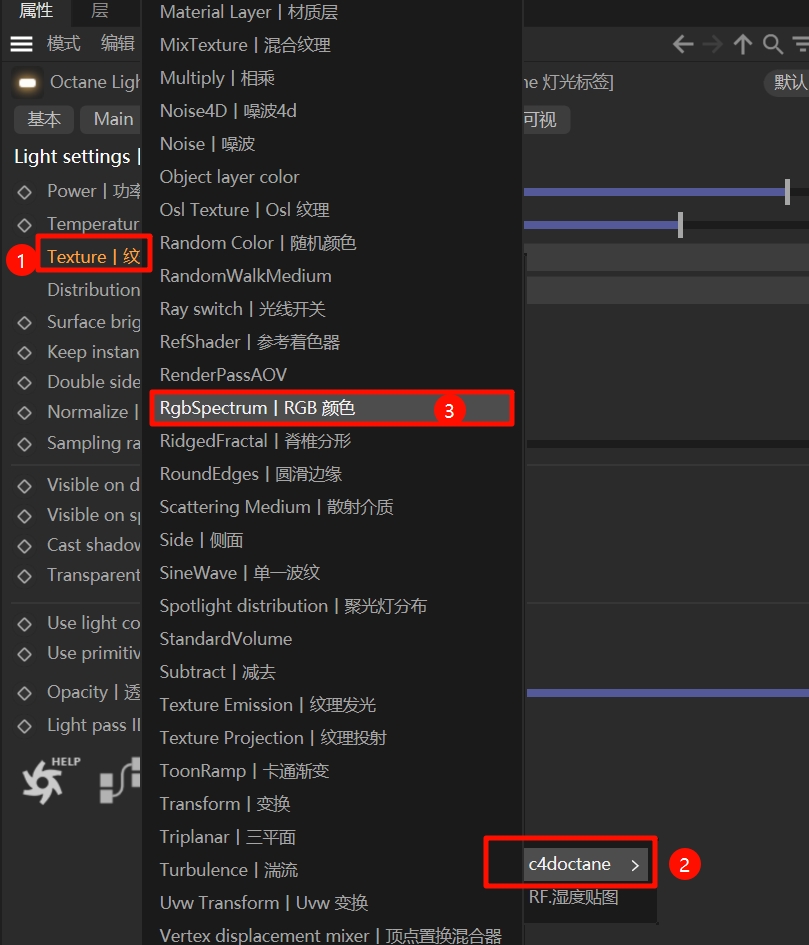 属性
层
模式
编辑
Octane Ligh
ne 灯光标签]
默认
基本
Main
可视
Light settings |
Power | 功率
Temperatur
1
Texture | 纹
Distribution
Surface brig
Keep instan
Double side
Normalize |
Sampling ra
Visible on d
Visible on sp
Cast shadow
Transparent
Use light co
Use primitiv
Opacity | 透
Light pass II
HELP
Material Layer | 材质层
MixTexture | 混合纹理
Multiply | 相乘
Noise4D | 噪波4d
Noise | 噪波
Object layer color
Osl Texture | Osl 纹理
Random Color | 随机颜色
RandomWalkMedium
Ray switch | 光线开关
RefShader | 参考着色器
RenderPassAOV
RgbSpectrum | RGB 颜色
3
RidgedFractal | 脊椎分形
RoundEdges | 圆滑边缘
Scattering Medium | 散射介质
Side | 侧面
SineWave | 单一波纹
Spotlight distribution | 聚光灯分布
StandardVolume
Subtract | 减去
Texture Emission | 纹理发光
Texture Projection | 纹理投射
ToonRamp | 卡通渐变
Transform | 变换
Triplanar | 三平面
Turbulence | 湍流
Uvw Transform | Uvw 变换
Vertex displacement mixer | 顶点置换混合器
c4doctane >
2
RF.湿度贴图